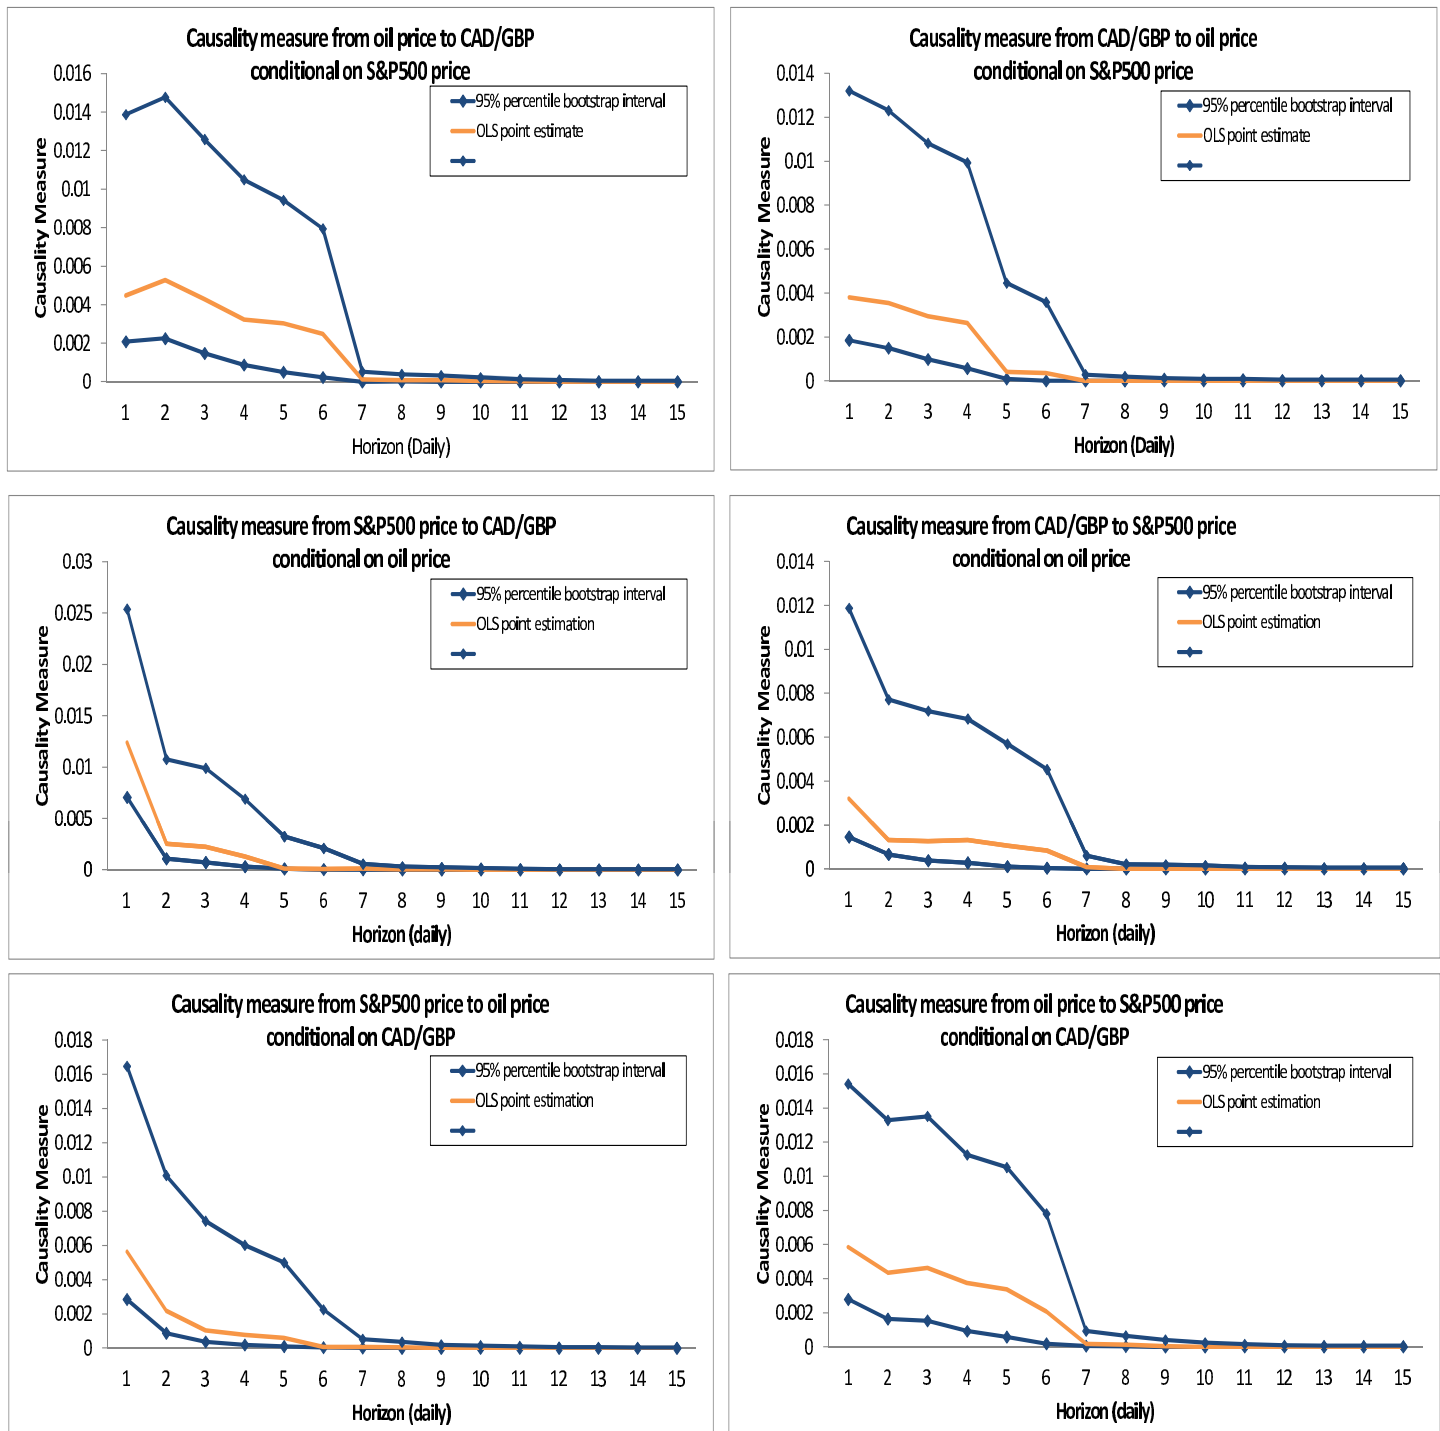 Causality measure from oil price to CAD/GBP
conditional on S&P500 price
0.016
0.014
0.012
0.01
0.008
0.006
0.004
0.002
0
Causality Measure
95% percentile bootstrap interval
OLS point estimate
1 2 3 4 5 6 7 8 9 10 11 12 13 14 15
Horizon (Daily)
Causality measure from CAD/GBP to oil price
conditional on S&P500 price
0.014
0.012
0.01
0.008
0.006
0.004
0.002
0
Causality Measure
95% percentile bootstrap interval
OLS point estimate
1 2 3 4 5 6 7 8 9 10 11 12 13 14 15
Horizon (Daily)
Causality measure from S&P500 price to CAD/GBP
conditional on oil price
0.03
0.025
0.02
0.015
0.01
0.005
0
Causality Measure
95% percentile bootstrap interval
OLS point estimation
1 2 3 4 5 6 7 8 9 10 11 12 13 14 15
Horizon (daily)
Causality measure from CAD/GBP to S&P500 price
conditional on oil price
0.014
0.012
0.01
0.008
0.006
0.004
0.002
0
Causality Measure
95% percentile bootstrap interval
OLS point estimation
1 2 3 4 5 6 7 8 9 10 11 12 13 14 15
Horizon (daily)
Causality measure from S&P500 price to oil price
conditional on CAD/GBP
0.018
0.016
0.014
0.012
0.01
0.008
0.006
0.004
0.002
0
Causality Measure
95% percentile bootstrap interval
OLS point estimation
1 2 3 4 5 6 7 8 9 10 11 12 13 14 15
Horizon (daily)
Causality measure from oil price to S&P500 price
conditional on CAD/GBP
0.018
0.016
0.014
0.012
0.01
0.008
0.006
0.004
0.002
0
Causality Measure
95% percentile bootstrap interval
OLS point estimation
1 2 3 4 5 6 7 8 9 10 11 12 13 14 15
Horizon (daily)